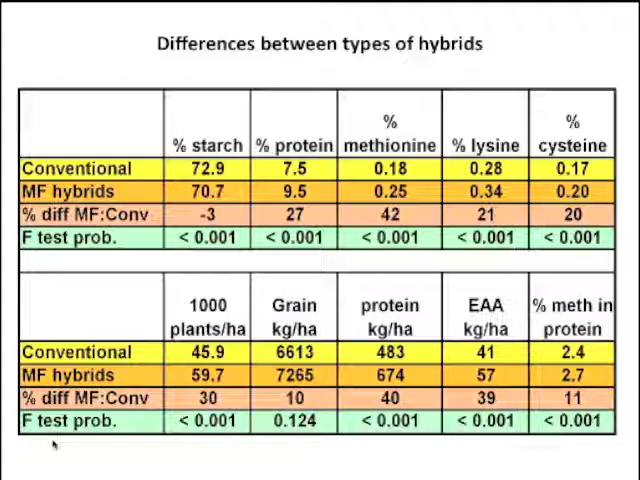 Differences between types of hybrids
% starch % protein % methionine % lysine % cysteine
Conventional 72.9 7.5 0.18 0.28 0.17
MF hybrids 70.7 9.5 0.25 0.34 0.20
% diff MF:Conv -3 27 42 21 20
F test prob. < 0.001 < 0.001 < 0.001 < 0.001 < 0.001
1000 plants/ha Grain kg/ha protein kg/ha EAA kg/ha % meth in protein
Conventional 45.9 6613 483 41 2.4
MF hybrids 59.7 7265 674 57 2.7
% diff MF:Conv 30 10 40 39 11
F test prob. < 0.001 0.124 < 0.001 < 0.001 < 0.001